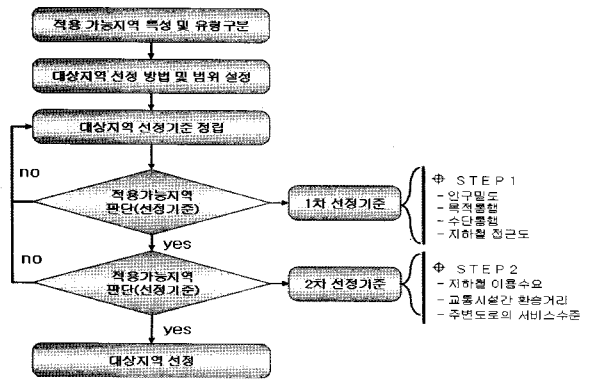 적용 가능지역 특성 및 유형구분
대상지역 선정 방법 및 범위 설정
대상지역 선정기준 정립
no
적용가능지역
판단(선정기준)
1차 선정기준
STEP1
- 인구밀도
- 목적통행
- 수단통행
- 지하철 접근도
yes
no
적용가능지역
판단(선정기준)
2차 선정기준
STEP2
- 지하철 이용수요
- 교통시설간 환승거리
- 주변도로의 서비스수준
yes
대상지역 선정